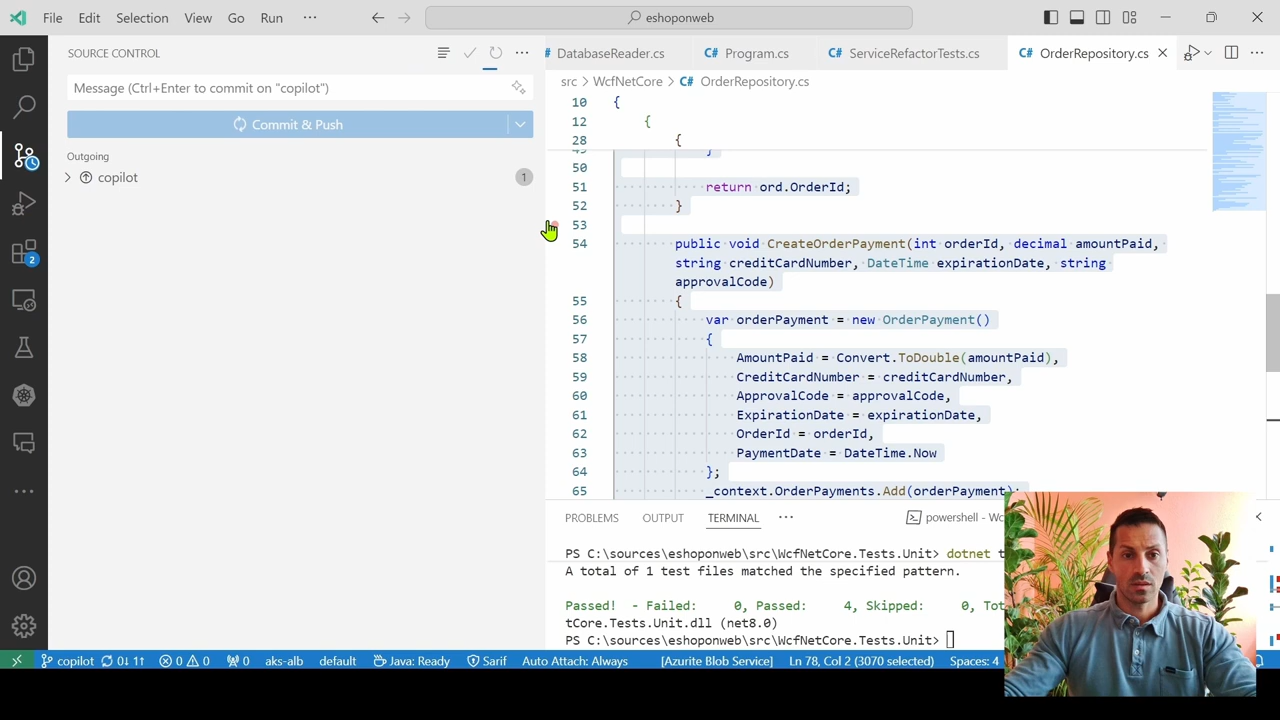 File Edit Selection View Go Run ··· eshoponweb
SOURCE CONTROL
Message (Ctrl+Enter to commit on "copilot")
Commit & Push
Outgoing
copilot 1
2
DatabaseReader.cs C# Program.cs C# ServiceRefactorTests.cs C# OrderRepository.cs
src > WcfNetCore > C# OrderRepository.cs
10 {
12 {
28 {
49 }
50
51 return ord.OrderId;
52 }
53
54 public void CreateOrderPayment(int orderId, decimal amountPaid,
string creditCardNumber, DateTime expirationDate, string
approvalCode)
55 {
56 var orderPayment = new OrderPayment()
57 {
58 AmountPaid = Convert.ToDouble(amountPaid),
59 CreditCardNumber = creditCardNumber,
60 ApprovalCode = approvalCode,
61 ExpirationDate = expirationDate,
62 OrderId = orderId,
63 PaymentDate = DateTime.Now
64 };
65 _context.OrderPayments.Add(orderPayment);
PROBLEMS OUTPUT TERMINAL ··· powershell - Wc
PS C:\sources\eshoponweb\src\WcfNetCore.Tests.Unit> dotnet t
A total of 1 test files matched the specified pattern.
Passed! - Failed: 0, Passed: 4, Skipped: 0, Tot
tCore.Tests.Unit.dll (net8.0)
PS C:\sources\eshoponweb\src\WcfNetCore.Tests.Unit>
copilot 0↓ 1↑ 0 0 0 aks-alb default Java: Ready Sarif Auto Attach: Always [Azurite Blob Service] Ln 78, Col 2 (3070 selected) Spaces: 4